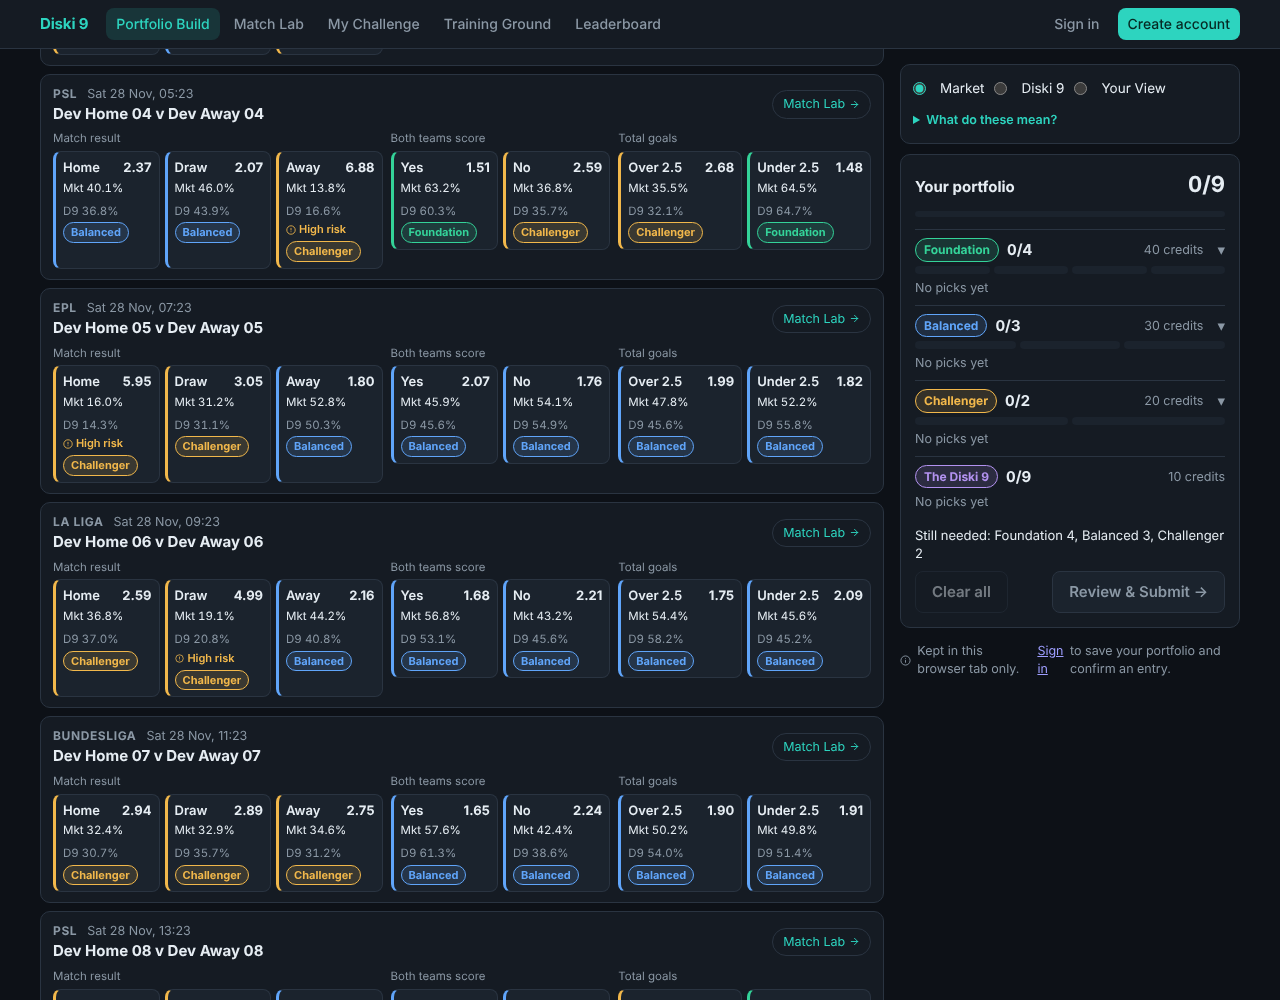 Diski 9 Portfolio Build Match Lab My Challenge Training Ground Leaderboard Sign in Create account
PSL Sat 28 Nov, 05:23
Dev Home 04 v Dev Away 04
Match Lab →
Match result Both teams score Total goals
Home 2.37 Draw 2.07 Away 6.88 Yes 1.51 No 2.59 Over 2.5 2.68 Under 2.5 1.48
Mkt 40.1% Mkt 46.0% Mkt 13.8% Mkt 63.2% Mkt 36.8% Mkt 35.5% Mkt 64.5%
D9 36.8% D9 43.9% D9 16.6% D9 60.3% D9 35.7% D9 32.1% D9 64.7%
High risk
Balanced Balanced Challenger Foundation Challenger Challenger Foundation
EPL Sat 28 Nov, 07:23
Dev Home 05 v Dev Away 05
Match Lab →
Match result Both teams score Total goals
Home 5.95 Draw 3.05 Away 1.80 Yes 2.07 No 1.76 Over 2.5 1.99 Under 2.5 1.82
Mkt 16.0% Mkt 31.2% Mkt 52.8% Mkt 45.9% Mkt 54.1% Mkt 47.8% Mkt 52.2%
D9 14.3% D9 31.1% D9 50.3% D9 45.6% D9 54.9% D9 45.6% D9 55.8%
High risk
Challenger Challenger Balanced Balanced Balanced Balanced Balanced
LA LIGA Sat 28 Nov, 09:23
Dev Home 06 v Dev Away 06
Match Lab →
Match result Both teams score Total goals
Home 2.59 Draw 4.99 Away 2.16 Yes 1.68 No 2.21 Over 2.5 1.75 Under 2.5 2.09
Mkt 36.8% Mkt 19.1% Mkt 44.2% Mkt 56.8% Mkt 43.2% Mkt 54.4% Mkt 45.6%
D9 37.0% D9 20.8% D9 40.8% D9 53.1% D9 45.6% D9 58.2% D9 45.2%
High risk
Challenger Challenger Balanced Balanced Balanced Balanced Balanced
BUNDESLIGA Sat 28 Nov, 11:23
Dev Home 07 v Dev Away 07
Match Lab →
Match result Both teams score Total goals
Home 2.94 Draw 2.89 Away 2.75 Yes 1.65 No 2.24 Over 2.5 1.90 Under 2.5 1.91
Mkt 32.4% Mkt 32.9% Mkt 34.6% Mkt 57.6% Mkt 42.4% Mkt 50.2% Mkt 49.8%
D9 30.7% D9 35.7% D9 31.2% D9 61.3% D9 38.6% D9 54.0% D9 51.4%
Challenger Challenger Challenger Balanced Balanced Balanced Balanced
PSL Sat 28 Nov, 13:23
Dev Home 08 v Dev Away 08
Match Lab →
Match result Both teams score Total goals
Market Diski 9 Your View
What do these mean?
Your portfolio 0/9
Foundation 0/4 40 credits
No picks yet
Balanced 0/3 30 credits
No picks yet
Challenger 0/2 20 credits
No picks yet
The Diski 9 0/9 10 credits
No picks yet
Still needed: Foundation 4, Balanced 3, Challenger
2
Clear all Review & Submit →
Kept in this browser tab only. Sign in to save your portfolio and confirm an entry.